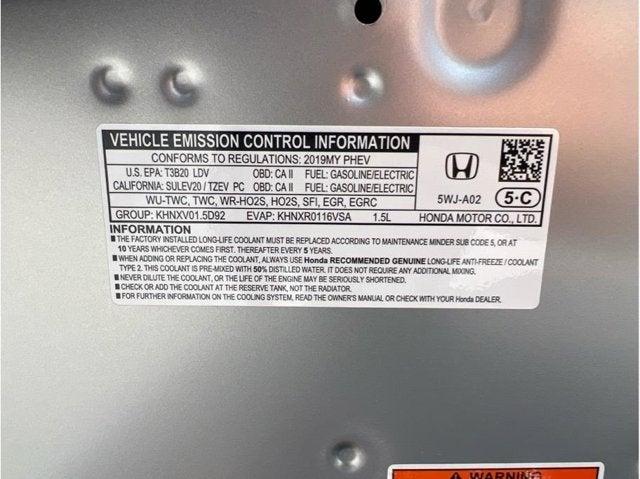 VEHICLE EMISSION CONTROL INFORMATION
CONFORMS TO REGULATIONS: 2019MY PHEV
U.S. EPA: T3B20 LDV OBD: CA II FUEL: GASOLINE/ELECTRIC
CALIFORNIA: SULEV20 / TZEV PC OBD: CA II FUEL: GASOLINE/ELECTRIC
WU-TWC, TWC, WR-HO2S, HO2S, SFI, EGR, EGRC
GROUP: KHNXV01.5D92 EVAP: KHNXR0116VSA 1.5L
5WJ-A02 5·C
HONDA MOTOR CO., LTD.
INFORMATION
■ THE FACTORY INSTALLED LONG-LIFE COOLANT MUST BE REPLACED ACCORDING TO MAINTENANCE MINDER SUB CODE 5, OR AT
10 YEARS WHICHEVER COMES FIRST. THEREAFTER EVERY 5 YEARS.
■ WHEN ADDING OR REPLACING THE COOLANT, ALWAYS USE Honda RECOMMENDED GENUINE LONG-LIFE ANTI-FREEZE / COOLANT
TYPE 2. THIS COOLANT IS PRE-MIXED WITH 50% DISTILLED WATER. IT DOES NOT REQUIRE ANY ADDITIONAL MIXING.
■ NEVER DILUTE THE COOLANT, OR THE LIFE OF THE ENGINE MAY BE SERIOUSLY SHORTENED.
■ CHECK OR ADD THE COOLANT AT THE RESERVE TANK, NOT THE RADIATOR.
■ FOR FURTHER INFORMATION ON THE COOLING SYSTEM, READ THE OWNER'S MANUAL OR CHECK WITH YOUR Honda DEALER.
WARNING